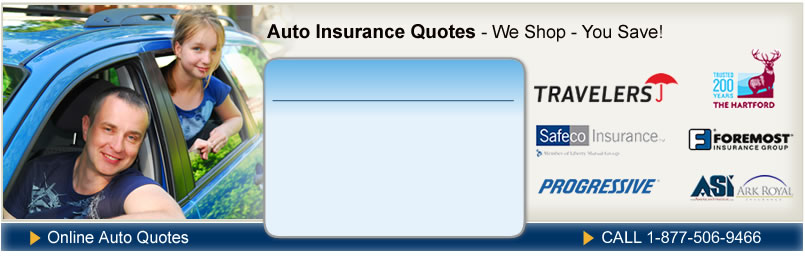 Auto Insurance Quotes - We Shop - You Save!
TRAVELERS
TRUSTED
200
YEARS
THE HARTFORD
Safeco Insurance
Member of Liberty Mutual Group
FOREMOST
INSURANCE GROUP
PROGRESSIVE
ASI
ARK ROYAL
INSURANCE
Online Auto Quotes
CALL 1-877-506-9466